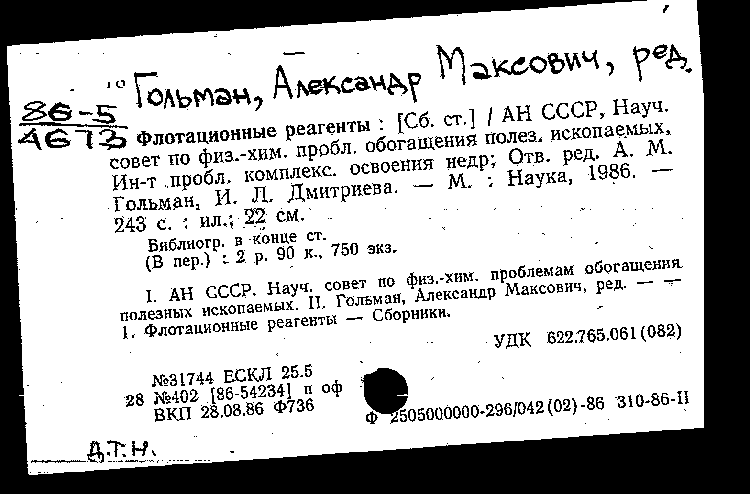 Гольман, Александр Максович, ред.
86-5
4673
Флотационные реагенты : [Сб. ст.] / АН СССР, Науч.
совет по физ.-хим. пробл. обогащения полез. ископаемых,
Ин-т пробл. комплекс. освоения недр; Отв. ред. А. М.
Гольман, И. Л. Дмитриева. — М. : Наука, 1986. —
243 с. : ил.; 22 см.
Библиогр. в конце ст.
(В пер.) : 2 р. 90 к., 750 экз.
I. АН СССР. Науч. совет по физ.-хим. проблемам обогащения
полезных ископаемых. II. Гольман, Александр Максович, ред. — —
1. Флотационные реагенты — Сборники.
УДК 622.765.061(082)
№31744 ЕСКЛ 25.5
28 №402 [86-54234] п оф
ВКП 28.08.86 Ф736
Ф 2505000000-296/042(02)-86 310-86-II
Д.Т.Н.